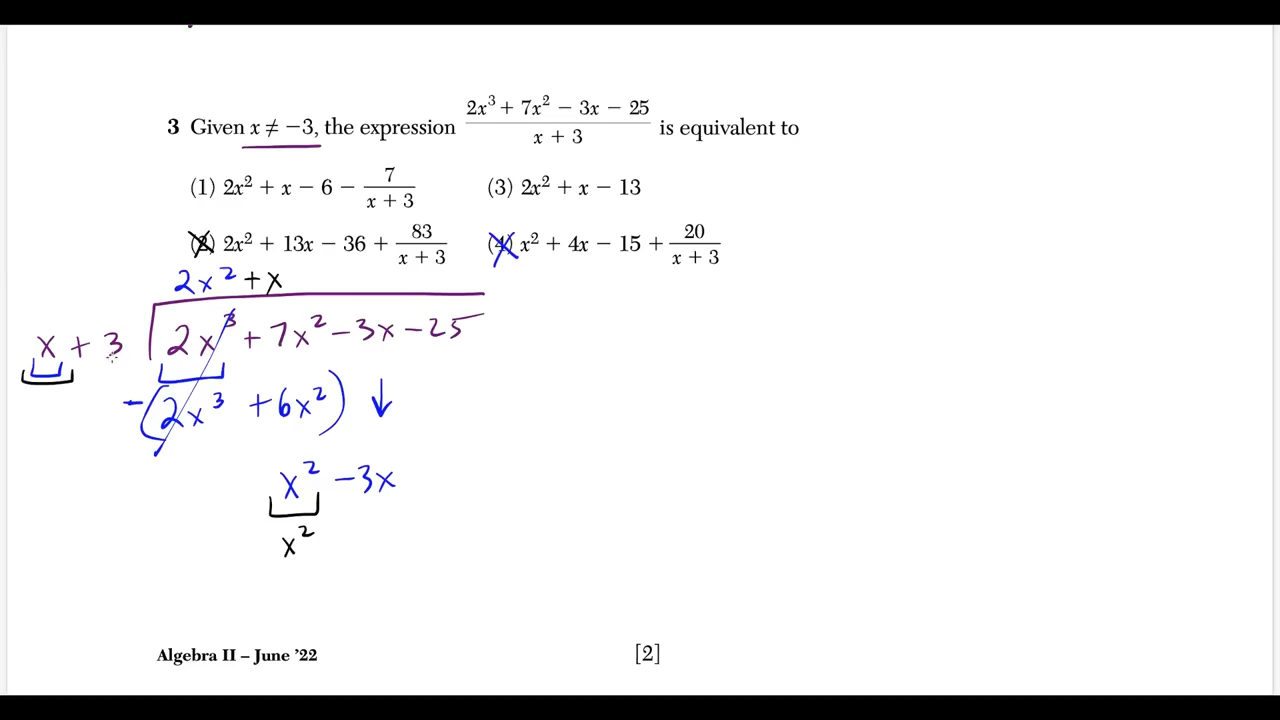 3 Given x ≠ −3, the expression (2x³ + 7x² − 3x − 25)/(x + 3) is equivalent to
(1) 2x² + x − 6 − 7/(x + 3)
(3) 2x² + x − 13
(2) 2x² + 13x − 36 + 83/(x + 3)
(4) x² + 4x − 15 + 20/(x + 3)
2x² + x
x + 3 2x³ + 7x² − 3x − 25
−(2x³ + 6x²) ↓
x² − 3x
x²
Algebra II – June ’22 [2]